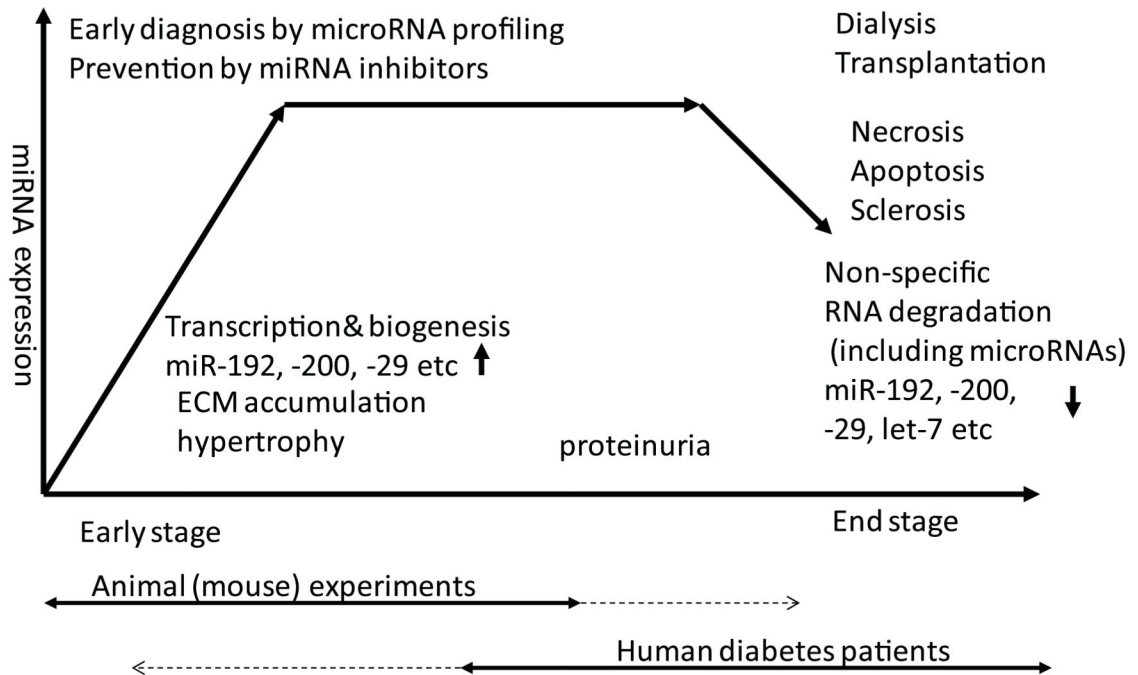 Early diagnosis by microRNA profiling
Prevention by miRNA inhibitors
Dialysis
Transplantation
Necrosis
Apoptosis
Sclerosis
miRNA expression
Non-specific
RNA degradation
(including microRNAs)
miR-192, -200,
-29, let-7 etc
Transcription& biogenesis
miR-192, -200, -29 etc
ECM accumulation
hypertrophy
proteinuria
Early stage
End stage
Animal (mouse) experiments
Human diabetes patients